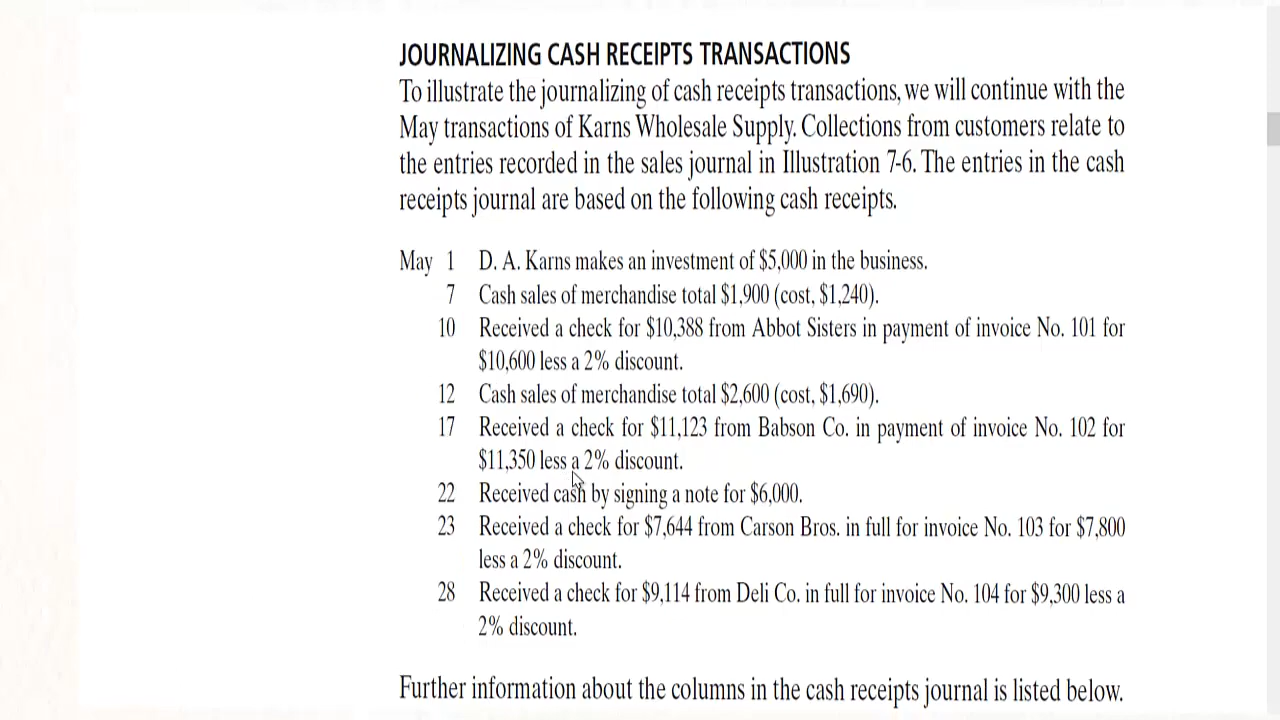 JOURNALIZING CASH RECEIPTS TRANSACTIONS
To illustrate the journalizing of cash receipts transactions, we will continue with the
May transactions of Karns Wholesale Supply. Collections from customers relate to
the entries recorded in the sales journal in Illustration 7-6. The entries in the cash
receipts journal are based on the following cash receipts.
May 1 D. A. Karns makes an investment of $5,000 in the business.
7 Cash sales of merchandise total $1,900 (cost, $1,240).
10 Received a check for $10,388 from Abbot Sisters in payment of invoice No. 101 for
$10,600 less a 2% discount.
12 Cash sales of merchandise total $2,600 (cost, $1,690).
17 Received a check for $11,123 from Babson Co. in payment of invoice No. 102 for
$11,350 less a 2% discount.
22 Received cash by signing a note for $6,000.
23 Received a check for $7,644 from Carson Bros. in full for invoice No. 103 for $7,800
less a 2% discount.
28 Received a check for $9,114 from Deli Co. in full for invoice No. 104 for $9,300 less a
2% discount.
Further information about the columns in the cash receipts journal is listed below.